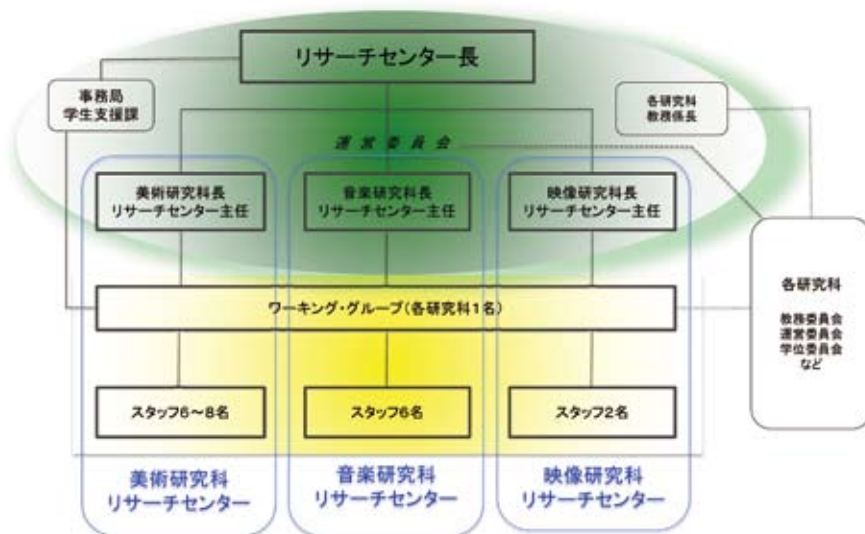 リサーチセンター長
事務局
学生支援課
各研究科
教務係長
運営委員会
美術研究科長
リサーチセンター主任
音楽研究科長
リサーチセンター主任
映像研究科長
リサーチセンター主任
各研究科
教務委員会
運営委員会
学位委員会
など
ワーキング・グループ(各研究科1名)
スタッフ6～8名
スタッフ6名
スタッフ2名
美術研究科
リサーチセンター
音楽研究科
リサーチセンター
映像研究科
リサーチセンター